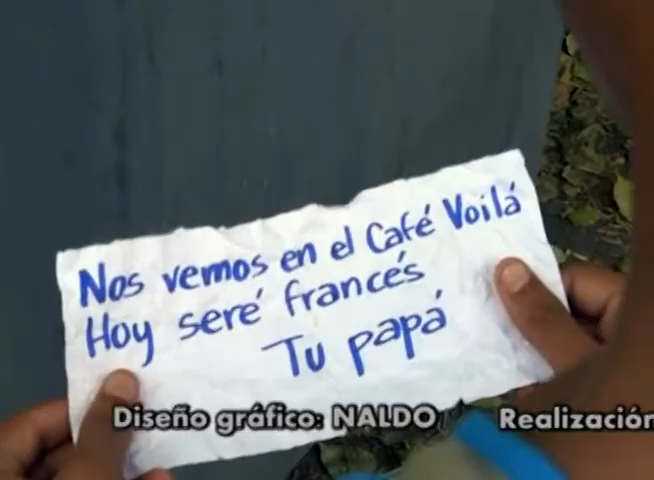 Nos vemos en el Café Voilá
Hoy seré francés
Tu papá
Diseño gráfico: NALDO
Realización